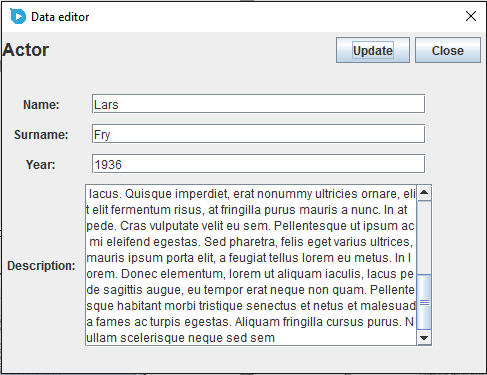 Data editor
Actor
Update
Close
Name:
Lars
Surname:
Fry
Year:
1936
Description:
lacus. Quisque imperdiet, erat nonummy ultricies ornare, eli
t elit fermentum risus, at fringilla purus mauris a nunc. In at
pede. Cras vulputate velit eu sem. Pellentesque ut ipsum ac
mi eleifend egestas. Sed pharetra, felis eget varius ultrices,
mauris ipsum porta elit, a feugiat tellus lorem eu metus. In l
orem. Donec elementum, lorem ut aliquam iaculis, lacus pe
de sagittis augue, eu tempor erat neque non quam. Pellente
sque habitant morbi tristique senectus et netus et malesuad
a fames ac turpis egestas. Aliquam fringilla cursus purus. N
ullam scelerisque neque sed sem